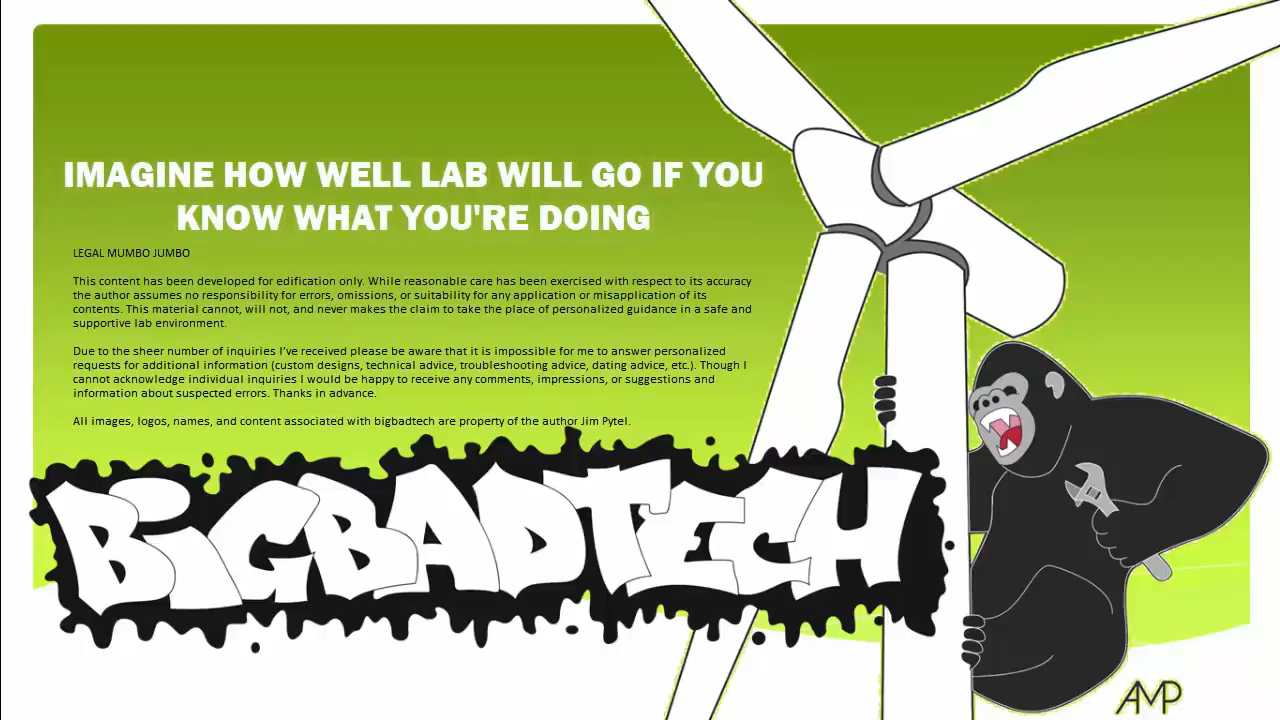 IMAGINE HOW WELL LAB WILL GO IF YOU
KNOW WHAT YOU'RE DOING
LEGAL MUMBO JUMBO
This content has been developed for edification only. While reasonable care has been exercised with respect to its accuracy
the author assumes no responsibility for errors, omissions, or suitability for any application or misapplication of its
contents. This material cannot, will not, and never makes the claim to take the place of personalized guidance in a safe and
supportive lab environment.
Due to the sheer number of inquiries I've received please be aware that it is impossible for me to answer personalized
requests for additional information (custom designs, technical advice, troubleshooting advice, dating advice, etc.). Though I
cannot acknowledge individual inquiries I would be happy to receive any comments, impressions, or suggestions and
information about suspected errors. Thanks in advance.
All images, logos, names, and content associated with bigbadtech are property of the author Jim Pytel.
BiGBADTECH
AMP